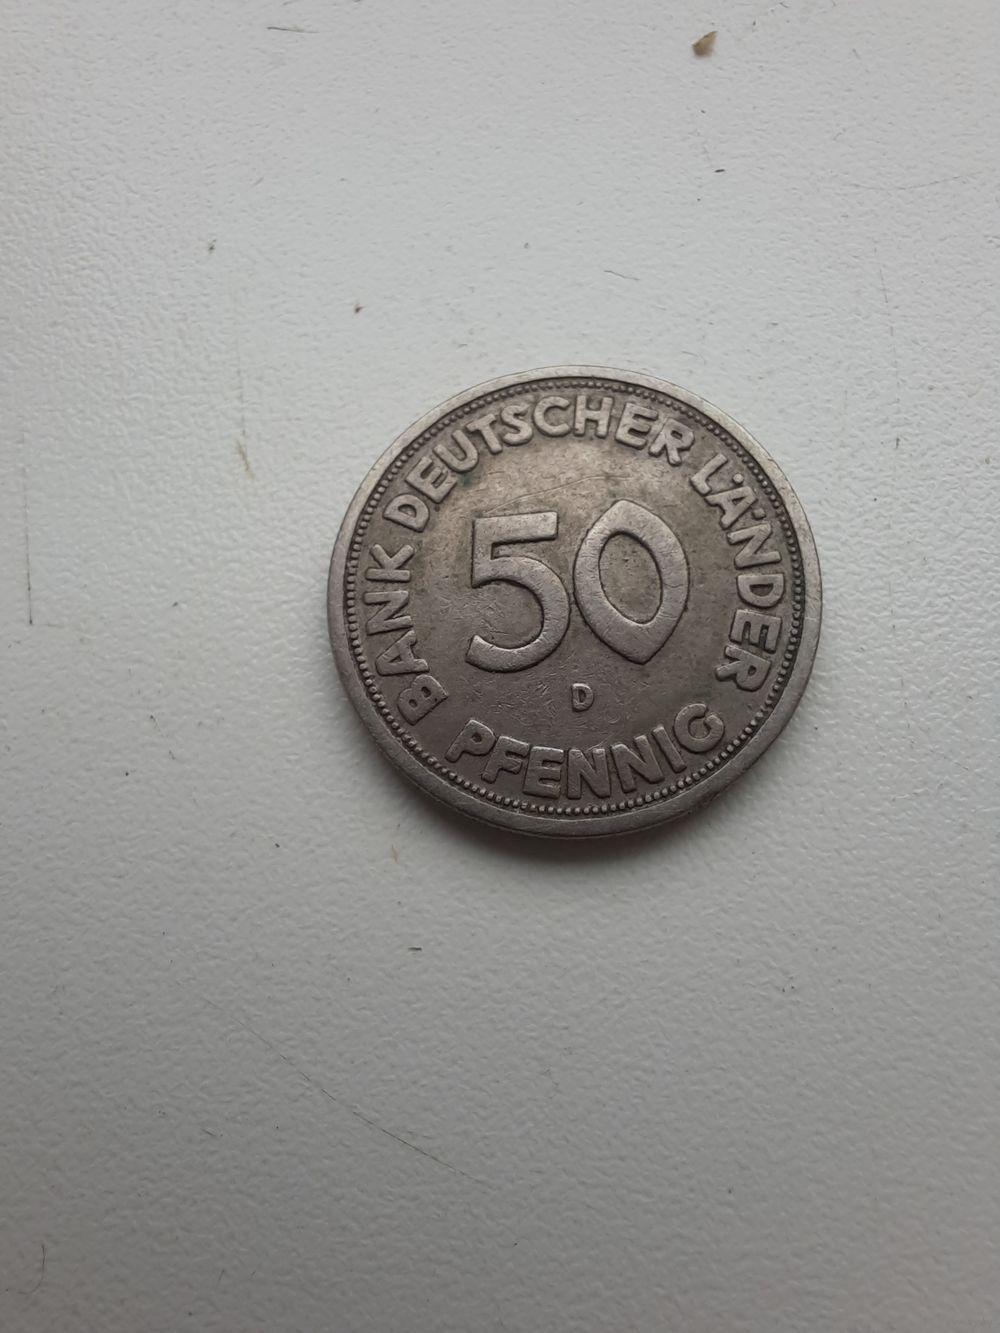 BANK DEUTSCHER LÄNDER
50
D
PFENNIG